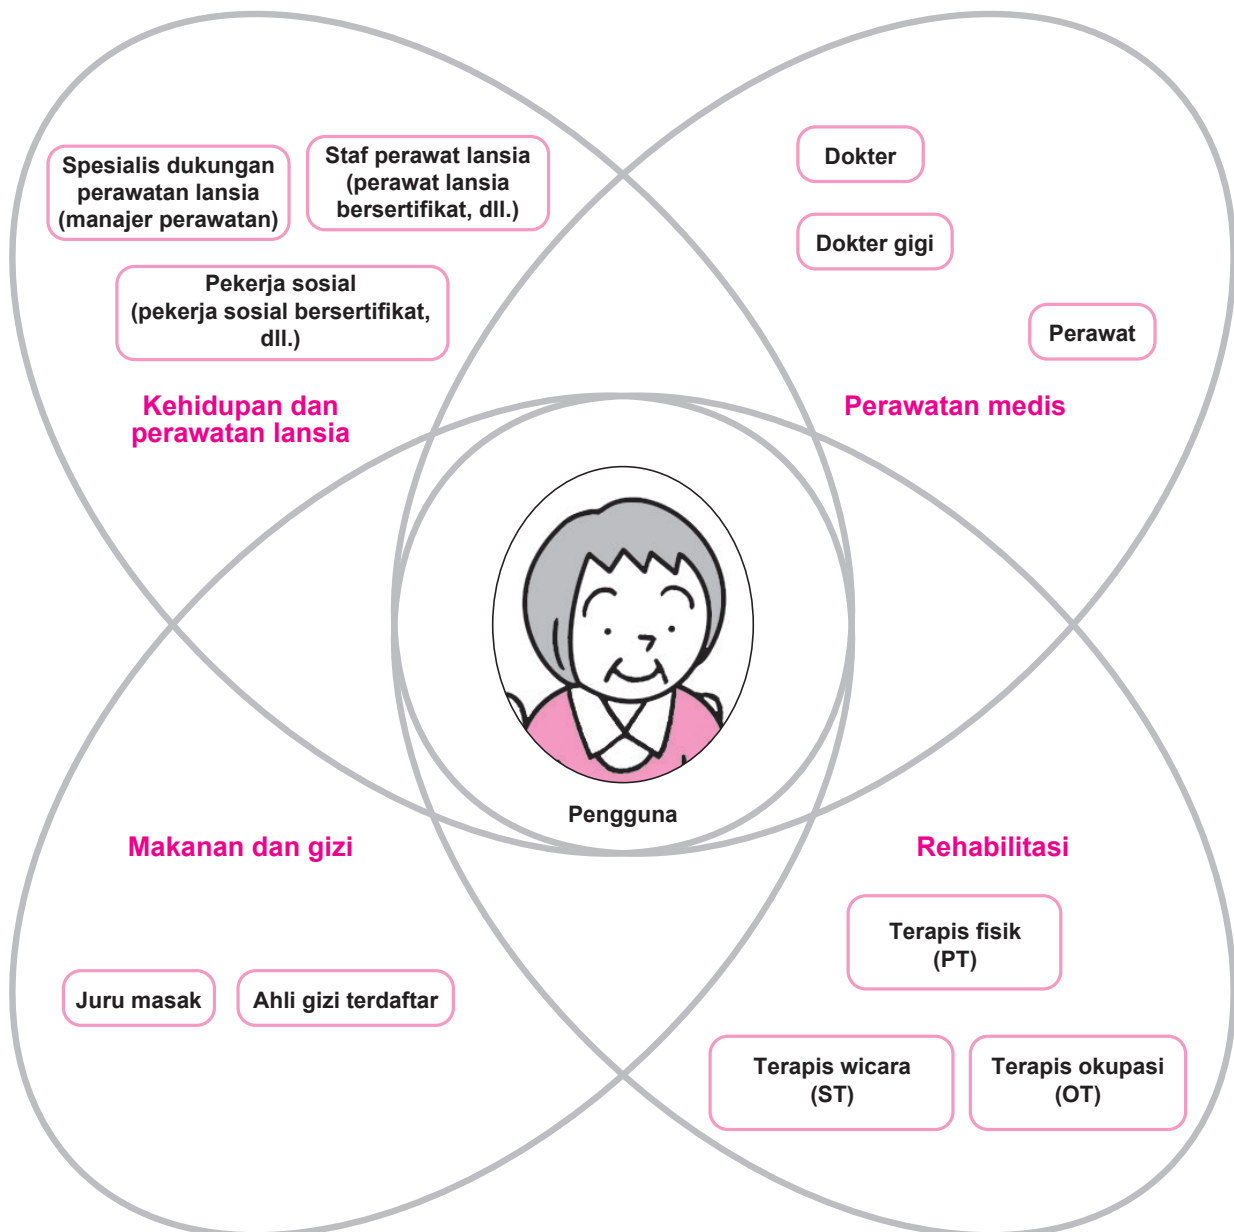 Spesialis dukungan
perawatan lansia
(manajer perawatan)
Staf perawat lansia
(perawat lansia
bersertifikat, dll.)
Pekerja sosial
(pekerja sosial bersertifikat,
dll.)
Kehidupan dan
perawatan lansia
Dokter
Dokter gigi
Perawat
Perawatan medis
Pengguna
Makanan dan gizi
Juru masak
Ahli gizi terdaftar
Rehabilitasi
Terapis fisik
(PT)
Terapis wicara
(ST)
Terapis okupasi
(OT)